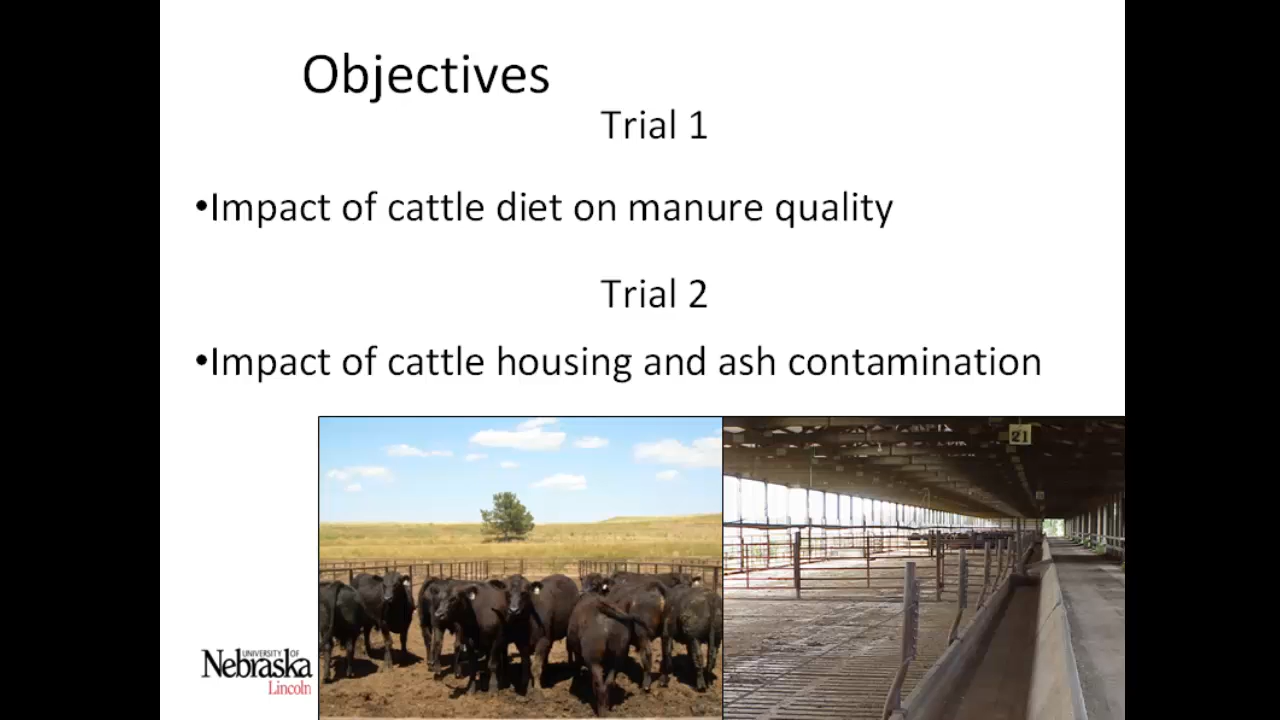 Objectives
Trial 1
•Impact of cattle diet on manure quality
Trial 2
•Impact of cattle housing and ash contamination
21
UNIVERSITY OF
Nebraska
Lincoln